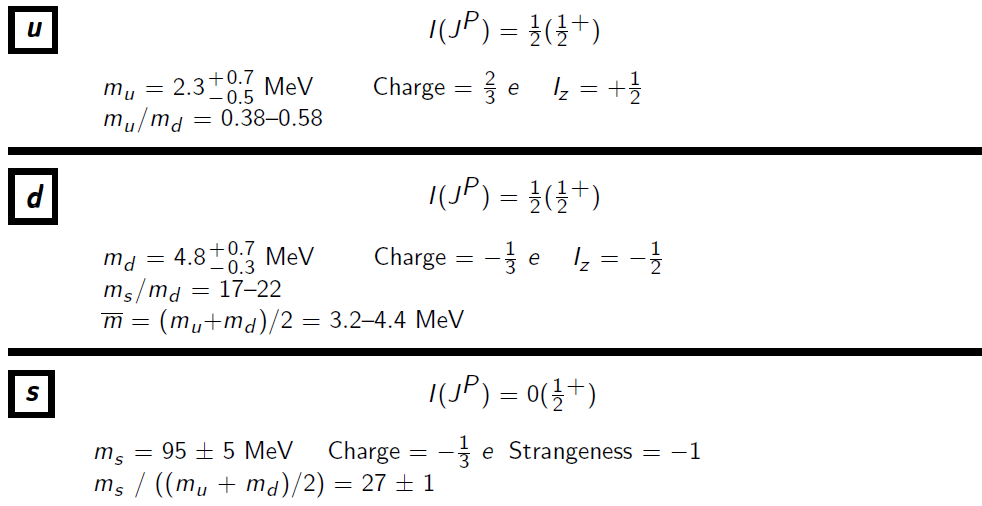 u
I(J^P) = 1/2(1/2^+)
m_u = 2.3^{+0.7}_{−0.5} MeV Charge = 2/3 e I_z = +1/2
m_u/m_d = 0.38–0.58
d
I(J^P) = 1/2(1/2^+)
m_d = 4.8^{+0.7}_{−0.3} MeV Charge = −1/3 e I_z = −1/2
m_s/m_d = 17–22
m̅ = (m_u+m_d)/2 = 3.2–4.4 MeV
s
I(J^P) = 0(1/2^+)
m_s = 95 ± 5 MeV Charge = −1/3 e Strangeness = −1
m_s / ((m_u + m_d)/2) = 27 ± 1